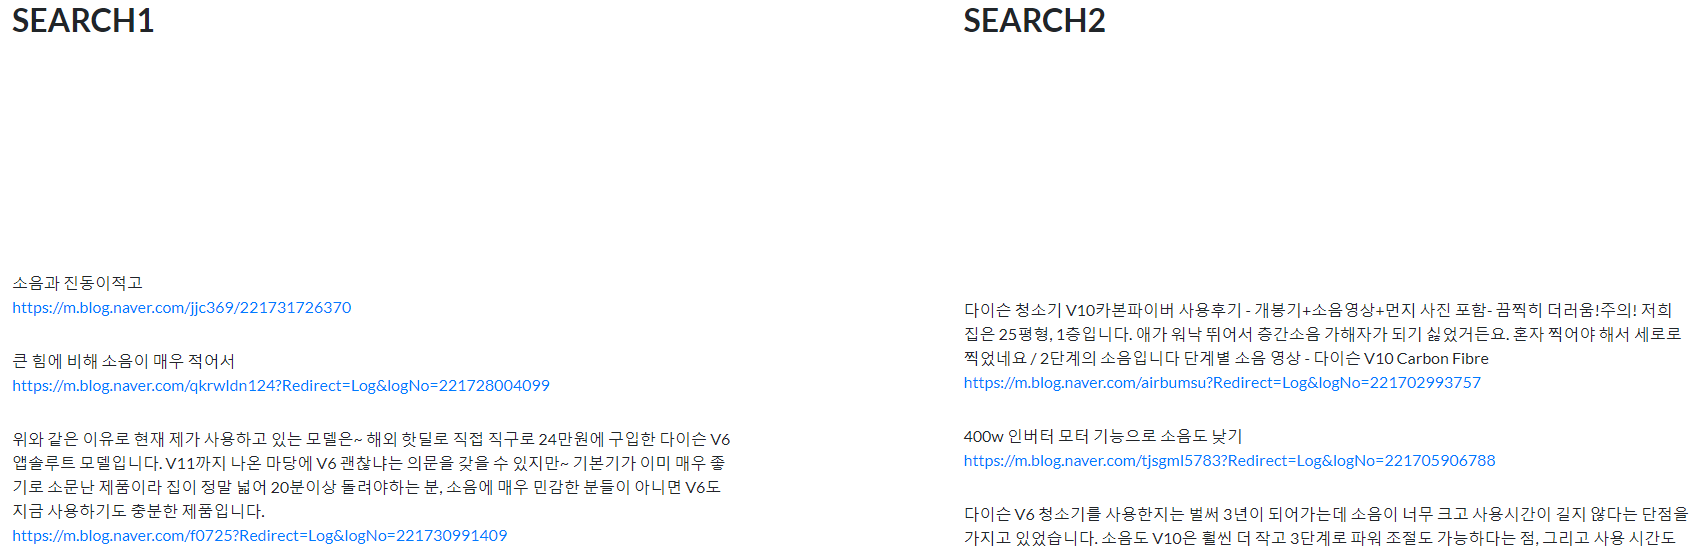 SEARCH1
소음과 진동이적고
https://m.blog.naver.com/jjc369/221731726370
큰 힘에 비해 소음이 매우 적어서
https://m.blog.naver.com/qkrwldn124?Redirect=Log&logNo=221728004099
위와 같은 이유로 현재 제가 사용하고 있는 모델은~ 해외 핫딜로 직접 직구로 24만원에 구입한 다이슨 V6
앱솔루트 모델입니다. V11까지 나온 마당에 V6 괜찮냐는 의문을 갖을 수 있지만~ 기본기가 이미 매우 좋
기로 소문난 제품이라 집이 정말 넓어 20분이상 돌려야하는 분, 소음에 매우 민감한 분들이 아니면 V6도
지금 사용하기도 충분한 제품입니다.
https://m.blog.naver.com/f0725?Redirect=Log&logNo=221730991409
SEARCH2
다이슨 청소기 V10카본파이버 사용후기 - 개봉기+소음영상+먼지 사진 포함- 끔찍히 더러움!주의! 저희
집은 25평형, 1층입니다. 애가 워낙 뛰어서 층간소음 가해자가 되기 싫었거든요. 혼자 찍어야 해서 세로로
찍었네요 / 2단계의 소음입니다 단계별 소음 영상 - 다이슨 V10 Carbon Fibre
https://m.blog.naver.com/airbumsu?Redirect=Log&logNo=221702993757
400w 인버터 모터 기능으로 소음도 낮기
https://m.blog.naver.com/tjsgml5783?Redirect=Log&logNo=221705906788
다이슨 V6 청소기를 사용한지는 벌써 3년이 되어가는데 소음이 너무 크고 사용시간이 길지 않다는 단점을
가지고 있었습니다. 소음도 V10은 훨씬 더 작고 3단계로 파워 조절도 가능하다는 점, 그리고 사용 시간도